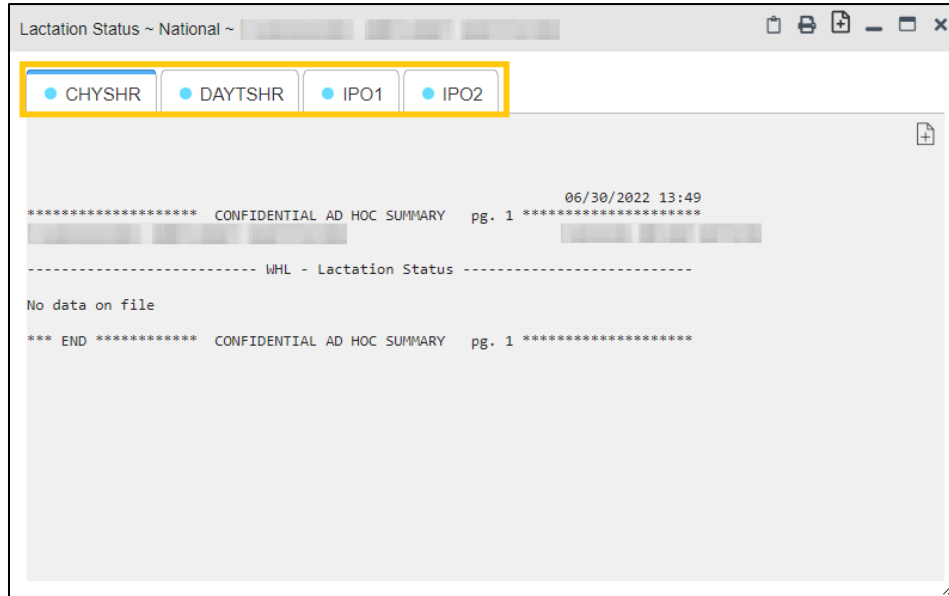 Lactation Status ~ National ~
CHYSHR DAYTSHR IPO1 IPO2
06/30/2022 13:49
******************** CONFIDENTIAL AD HOC SUMMARY pg. 1 *********************
--------------------------- WHL - Lactation Status ---------------------------
No data on file
*** END ************ CONFIDENTIAL AD HOC SUMMARY pg. 1 ********************